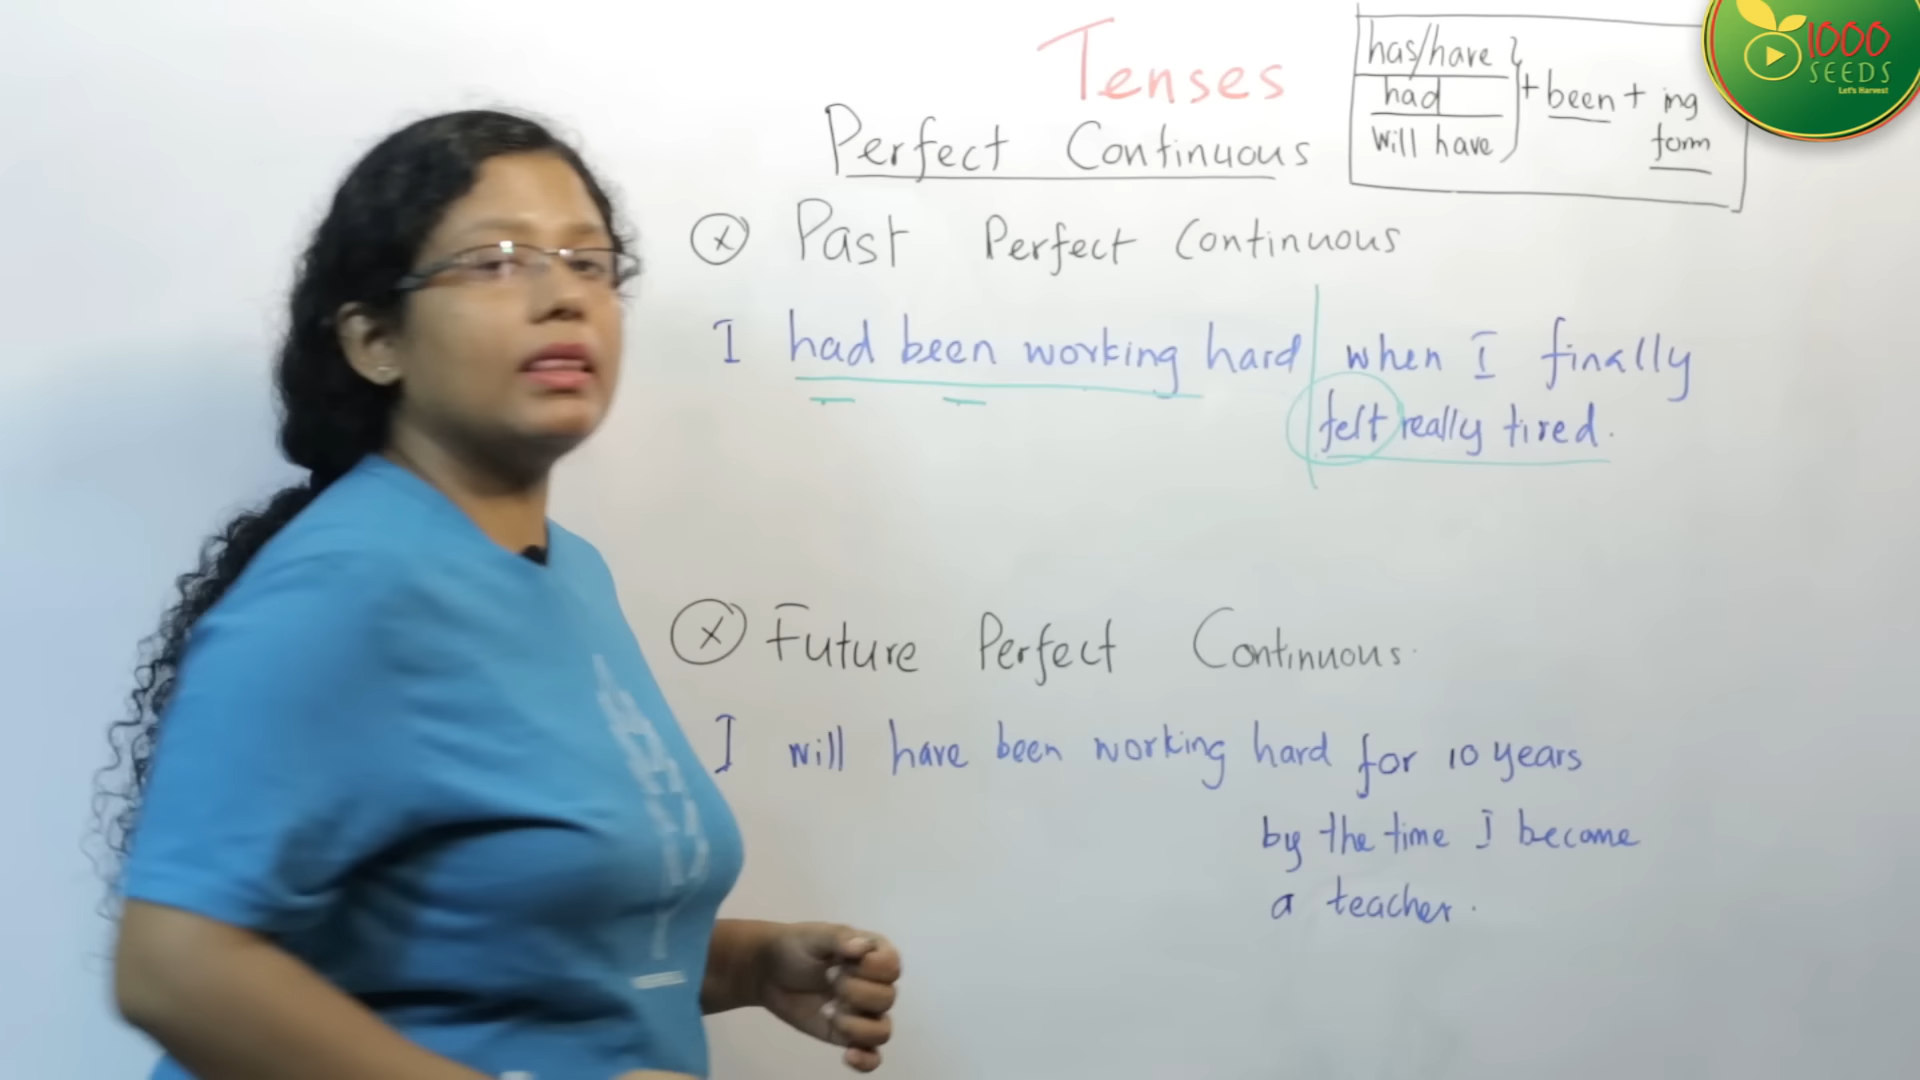 Tenses
Perfect Continuous
has/have
had
will have
+ been + ing
form
1000
SEEDS
Let's Harvest
x Past Perfect Continuous
I had been working hard when I finally
felt really tired.
x Future Perfect Continuous.
I will have been working hard for 10 years
by the time I become
a teacher.